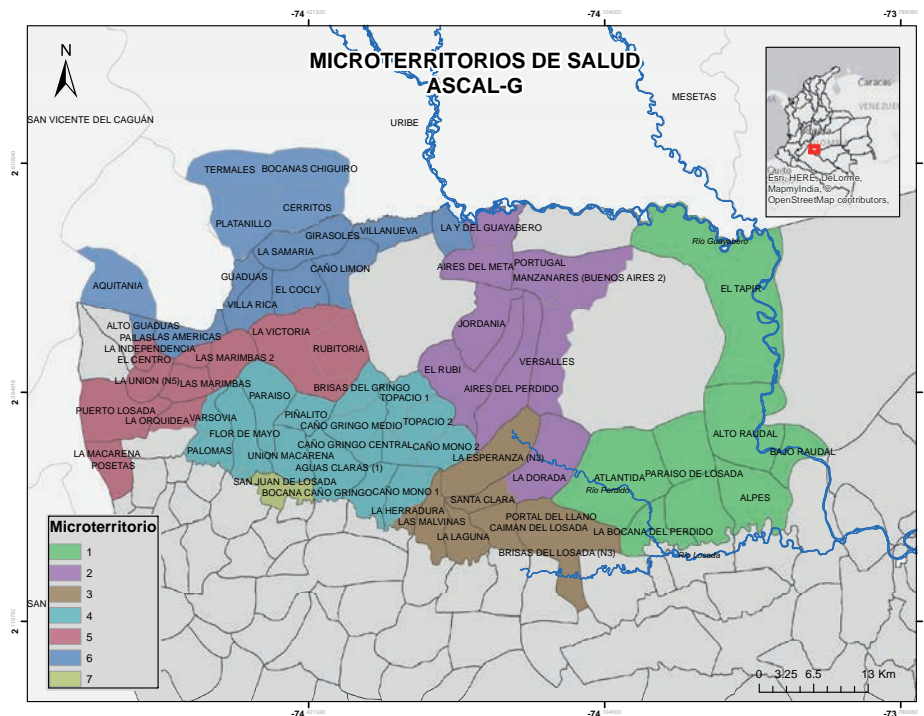 -74
-74
-73
N
MICROTERRITORIOS DE SALUD
ASCAL-G
MESETAS
URIBE
SAN VICENTE DEL CAGUÁN
Caracas
Esri, HERE, DeLorme,
MapmyIndia, ©
OpenStreetMap contributors,
TERMALES
BOCANAS CHIGUIRO
CERRITOS
PLATANILLO
GIRASOLES
VILLANUEVA
LA Y DEL GUAYABERO
Río Guayabero
LA SAMARIA
CAÑO LIMON
GUADUAS
AIRES DEL META
PORTUGAL
MANZANARES (BUENOS AIRES 2)
AQUITANIA
EL COCLY
EL TAPIR
VILLA RICA
ALTO GUADUAS
PAILAS
LAS AMERICAS
LA VICTORIA
JORDANIA
LA INDEPENDENCIA
EL CENTRO
LAS MARIMBAS 2
RUBITORIA
VERSALLES
EL RUBI
LA UNION (N5)
LAS MARIMBAS
BRISAS DEL GRINGO
AIRES DEL PERDIDO
PARAISO
TOPACIO 1
PUERTO LOSADA
LA ORQUIDEA
VARSOVIA
PIÑALITO
CAÑO GRINGO MEDIO
TOPACIO 2
FLOR DE MAYO
ALTO RAUDAL
CAÑO GRINGO CENTRAL
CAÑO MONO 2
PALOMAS
LA MACARENA
UNION MACARENA
LA ESPERANZA (N3)
BAJO RAUDAL
POSETAS
AGUAS CLARAS (1)
SAN JUAN DE LOSADA
LA DORADA
ATLANTIDA
PARAISO DE LOSADA
BOCANA CAÑO GRINGO
CAÑO MONO 1
Río Perdido
SANTA CLARA
ALPES
LA HERRADURA
PORTAL DEL LLANO
LAS MALVINAS
CAIMAN DEL LOSADA
LA BOCANA DEL PERDIDO
LA LAGUNA
BRISAS DEL LOSADA (N3)
Río Losada
Microterritorio
1
2
3
4
5
6
7
SAN
0 3.25 6.5 13 Km
-74
-74
-73